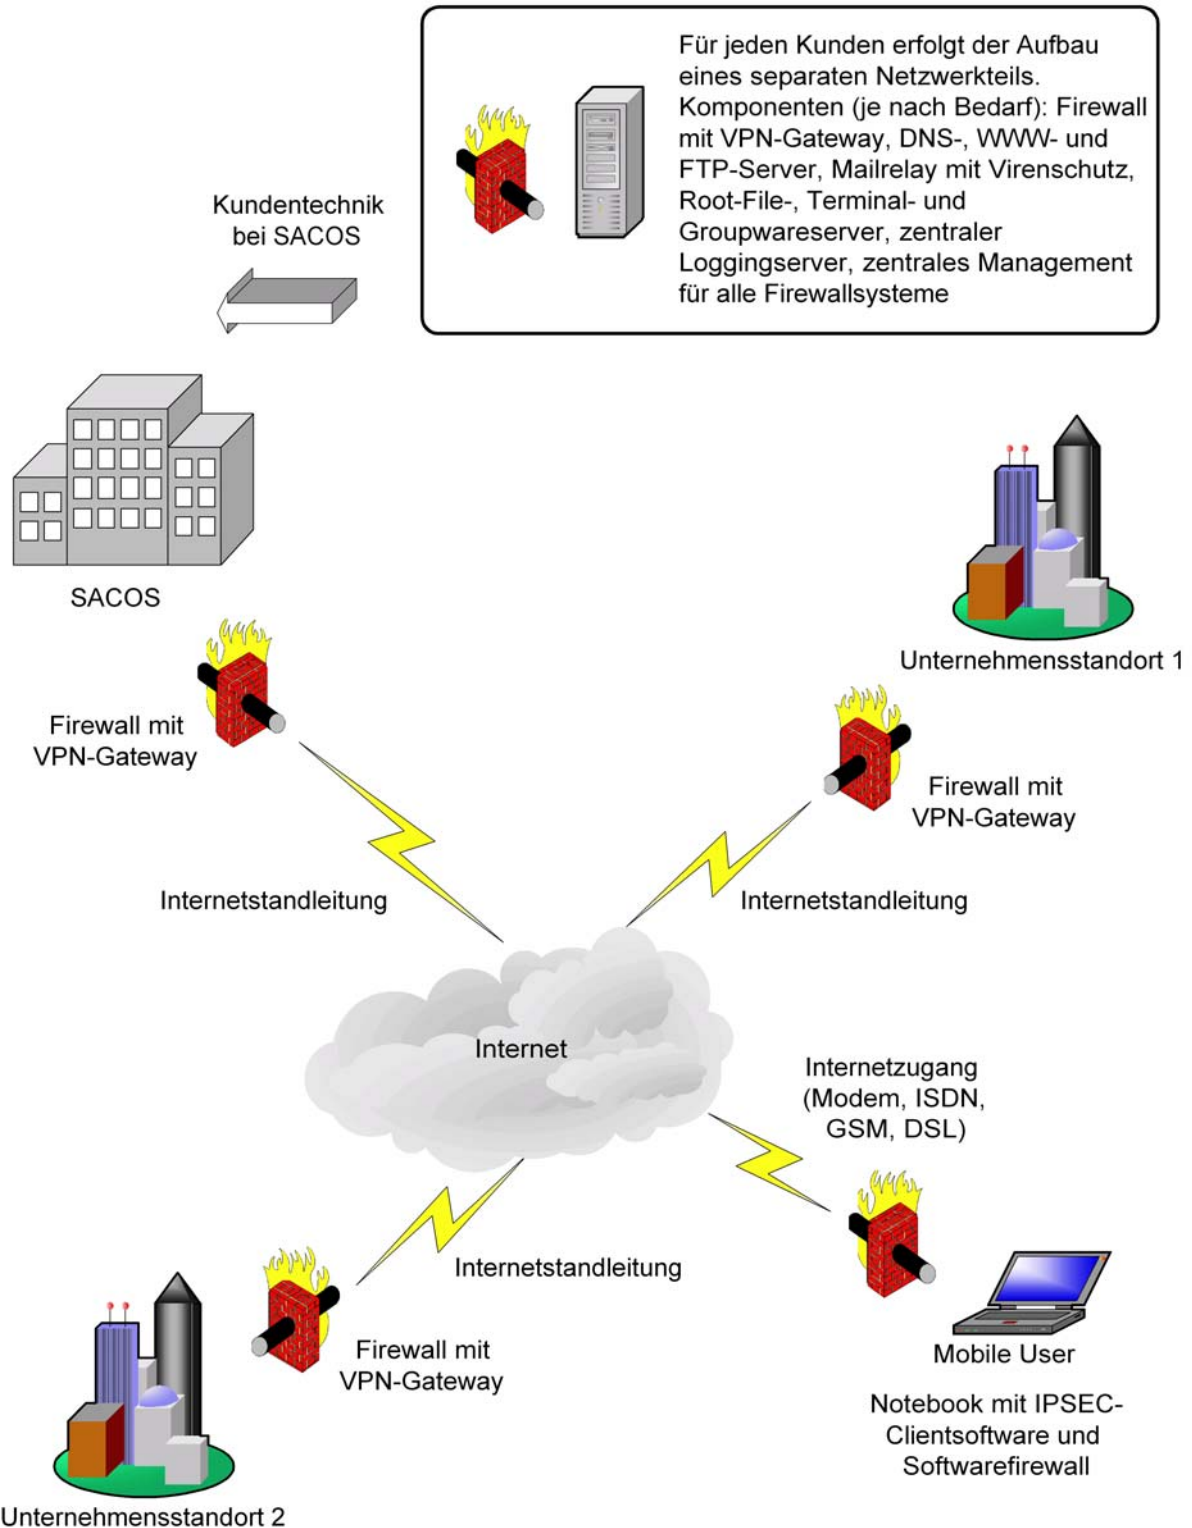 Für jeden Kunden erfolgt der Aufbau
eines separaten Netzwerkteils.
Komponenten (je nach Bedarf): Firewall
mit VPN-Gateway, DNS-, WWW- und
FTP-Server, Mailrelay mit Virenschutz,
Root-File-, Terminal- und
Groupwareserver, zentraler
Loggingserver, zentrales Management
für alle Firewallsysteme
Kundentechnik
bei SACOS
SACOS
Unternehmensstandort 1
Firewall mit
VPN-Gateway
Firewall mit
VPN-Gateway
Internetstandleitung
Internetstandleitung
Internet
Internetzugang
(Modem, ISDN,
GSM, DSL)
Internetstandleitung
Firewall mit
VPN-Gateway
Mobile User
Notebook mit IPSEC-
Clientsoftware und
Softwarefirewall
Unternehmensstandort 2